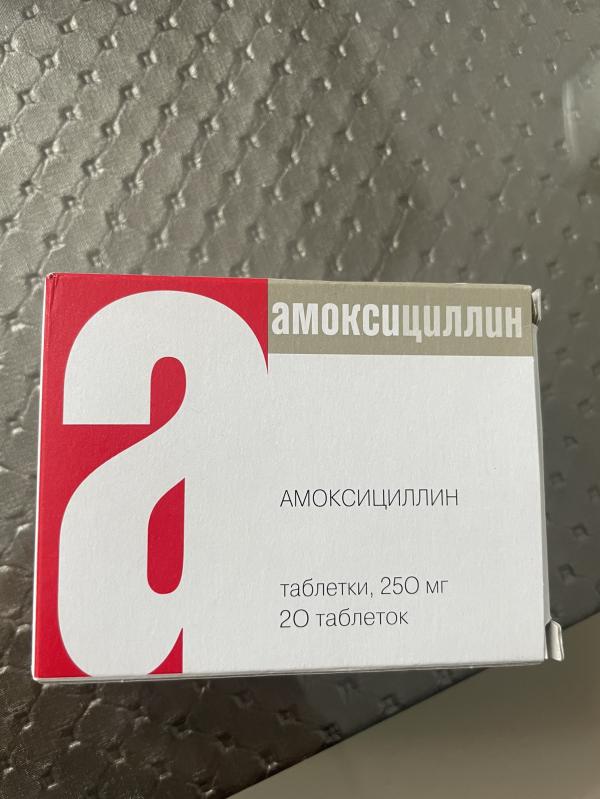 а
амоксициллин
АМОКСИЦИЛЛИН
таблетки, 250 мг
20 таблеток